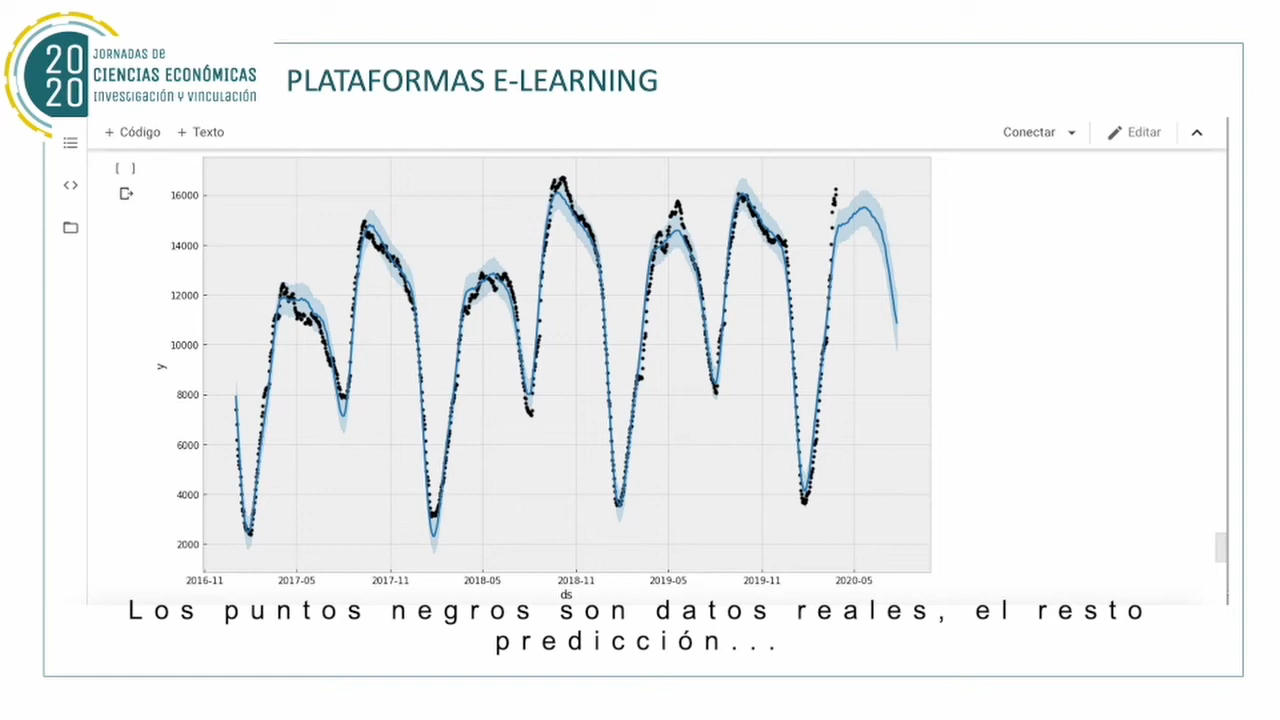 20
20
JORNADAS DE
CIENCIAS ECONÓMICAS
INVESTIGACIÓN Y VINCULACIÓN
PLATAFORMAS E-LEARNING
+ Código + Texto
Conectar
Editar
[ ]
16000
14000
12000
10000
8000
6000
4000
2000
y
2016-11 2017-05 2017-11 2018-05 2018-11 2019-05 2019-11 2020-05
ds
Los puntos negros son datos reales, el resto
predicción...